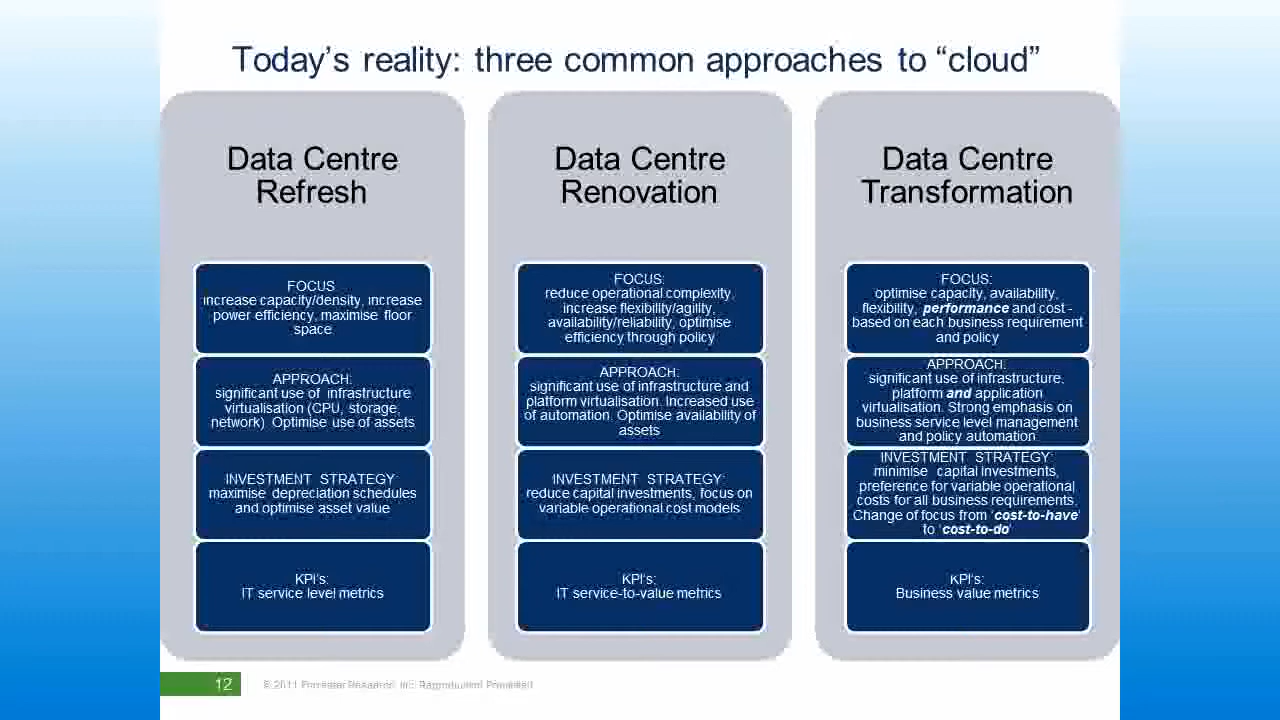 Today's reality: three common approaches to “cloud”
Data Centre
Refresh
FOCUS
increase capacity/density, increase
power efficiency, maximise floor
space
APPROACH:
significant use of infrastructure
virtualisation (CPU, storage,
network) Optimise use of assets
INVESTMENT STRATEGY:
maximise depreciation schedules
and optimise asset value
KPI's:
IT service level metrics
Data Centre
Renovation
FOCUS:
reduce operational complexity,
increase flexibility/agility,
availability/reliability, optimise
efficiency through policy
APPROACH:
significant use of infrastructure and
platform virtualisation. Increased use
of automation. Optimise availability of
assets
INVESTMENT STRATEGY:
reduce capital investments, focus on
variable operational cost models
KPI's:
IT service-to-value metrics
Data Centre
Transformation
FOCUS:
optimise capacity, availability,
flexibility, performance and cost -
based on each business requirement
and policy
APPROACH:
significant use of infrastructure,
platform and application
virtualisation. Strong emphasis on
business service level management
and policy automation
INVESTMENT STRATEGY:
minimise capital investments,
preference for variable operational
costs for all business requirements.
Change of focus from 'cost-to-have'
to 'cost-to-do'
KPI's:
Business value metrics
12
© 2011 Forrester Research, Inc. Reproduction Prohibited